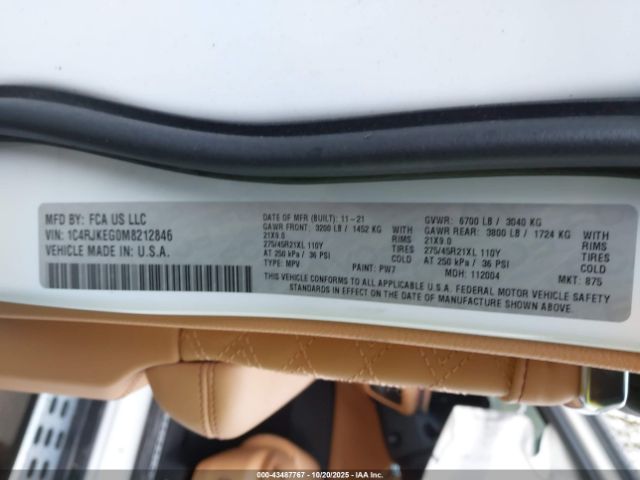 MFD BY: FCA US LLC
VIN: 1C4RJKEG0M8212846
VEHICLE MADE IN: U.S.A.
DATE OF MFR (BUILT): 11-21
GAWR FRONT: 3200 LB / 1452 KG WITH
21X9.0 RIMS
275/45R21XL 110Y TIRES
AT 250 kPa / 36 PSI COLD
TYPE: MPV PAINT: PW7
GVWR: 6700 LB / 3040 KG
GAWR REAR: 3800 LB / 1724 KG WITH
21X9.0 RIMS
275/45R21XL 110Y TIRES
AT 250 kPa / 36 PSI COLD
MDH: 112004 MKT: 875
THIS VEHICLE CONFORMS TO ALL APPLICABLE U.S.A. FEDERAL MOTOR VEHICLE SAFETY
STANDARDS IN EFFECT ON THE DATE OF MANUFACTURE SHOWN ABOVE.
000-43487767 - 10/20/2025 - IAA Inc.